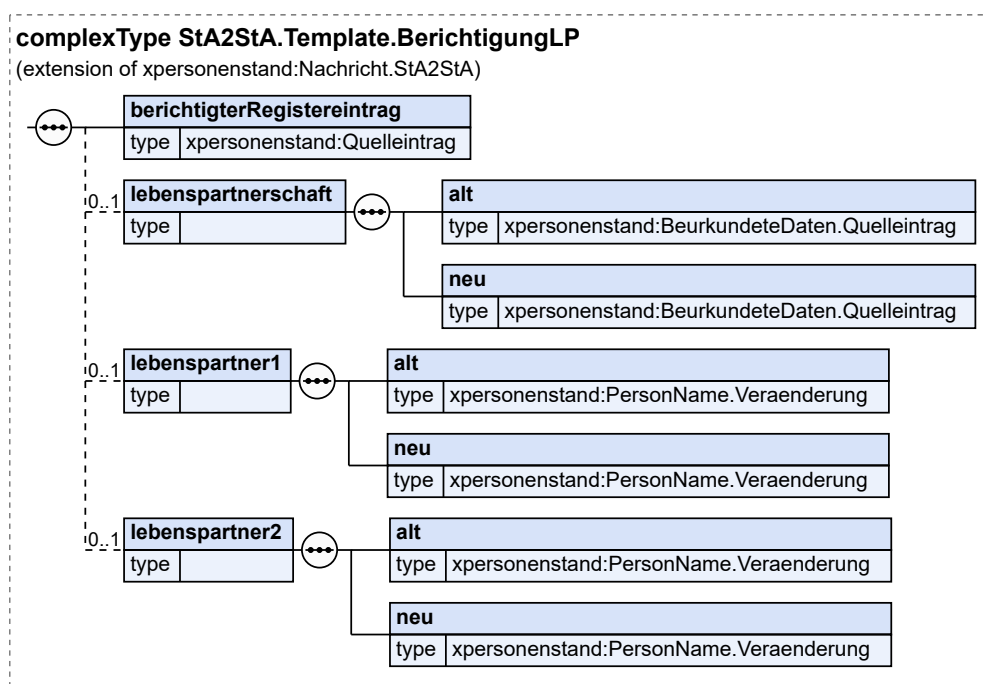 complexType StA2StA.Template.BerichtigungLP
(extension of xpersonenstand:Nachricht.StA2StA)
berichtigterRegistereintrag
type xpersonenstand:Quelleintrag
0..1 lebenspartnerschaft
type
alt
type xpersonenstand:BeurkundeteDaten.Quelleintrag
neu
type xpersonenstand:BeurkundeteDaten.Quelleintrag
0..1 lebenspartner1
type
alt
type xpersonenstand:PersonName.Veraenderung
neu
type xpersonenstand:PersonName.Veraenderung
0..1 lebenspartner2
type
alt
type xpersonenstand:PersonName.Veraenderung
neu
type xpersonenstand:PersonName.Veraenderung